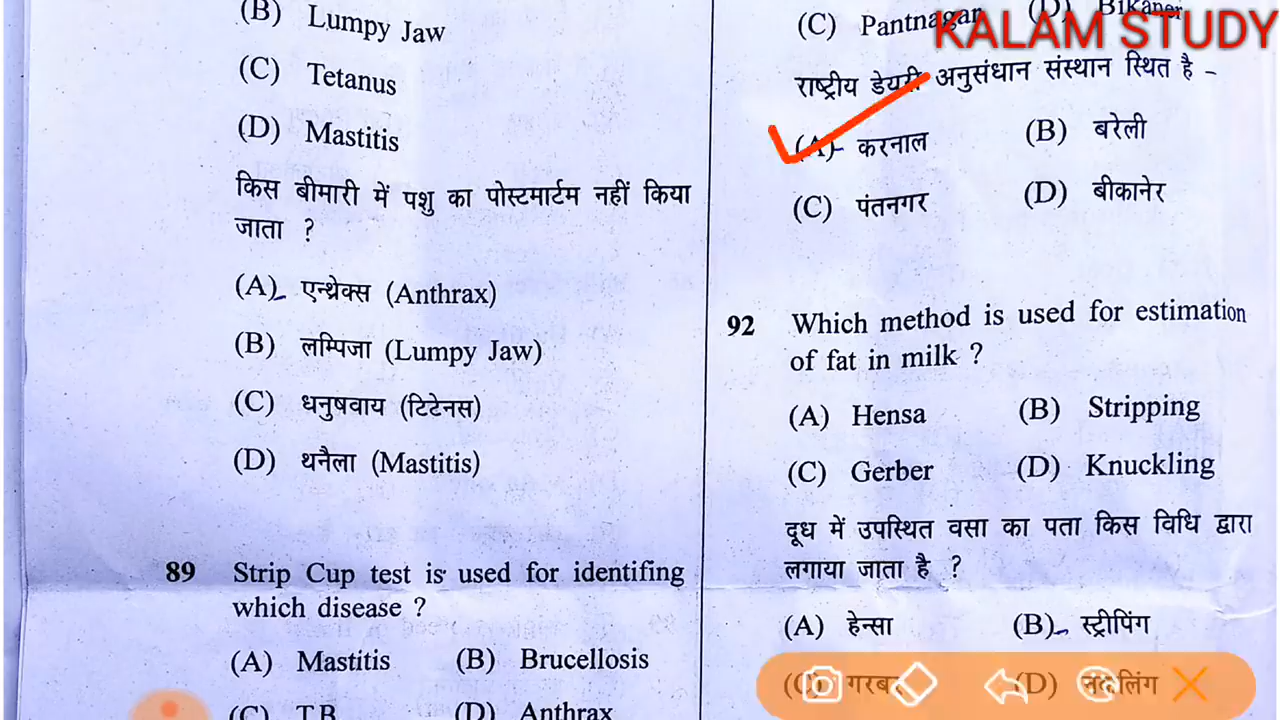 (B) Lumpy Jaw
(C) Tetanus
(D) Mastitis
किस बीमारी में पशु का पोस्टमार्टम नहीं किया
जाता ?
(A) एन्थ्रेक्स (Anthrax)
(B) लम्पिजा (Lumpy Jaw)
(C) धनुषवाय (टिटेनस)
(D) थनैला (Mastitis)
89 Strip Cup test is used for identifing
which disease ?
(A) Mastitis (B) Brucellosis
(C) T.B. (D) Anthrax
(C) Pantnagar (D) Bikaner
KALAM STUDY
राष्ट्रीय डेयरी अनुसंधान संस्थान स्थित है -
(A) करनाल (B) बरेली
(C) पंतनगर (D) बीकानेर
92 Which method is used for estimation
of fat in milk ?
(A) Hensa (B) Stripping
(C) Gerber (D) Knuckling
दूध में उपस्थित वसा का पता किस विधि द्वारा
लगाया जाता है ?
(A) हेन्सा (B) स्ट्रीपिंग
(C) गरबर (D) नकलिंग